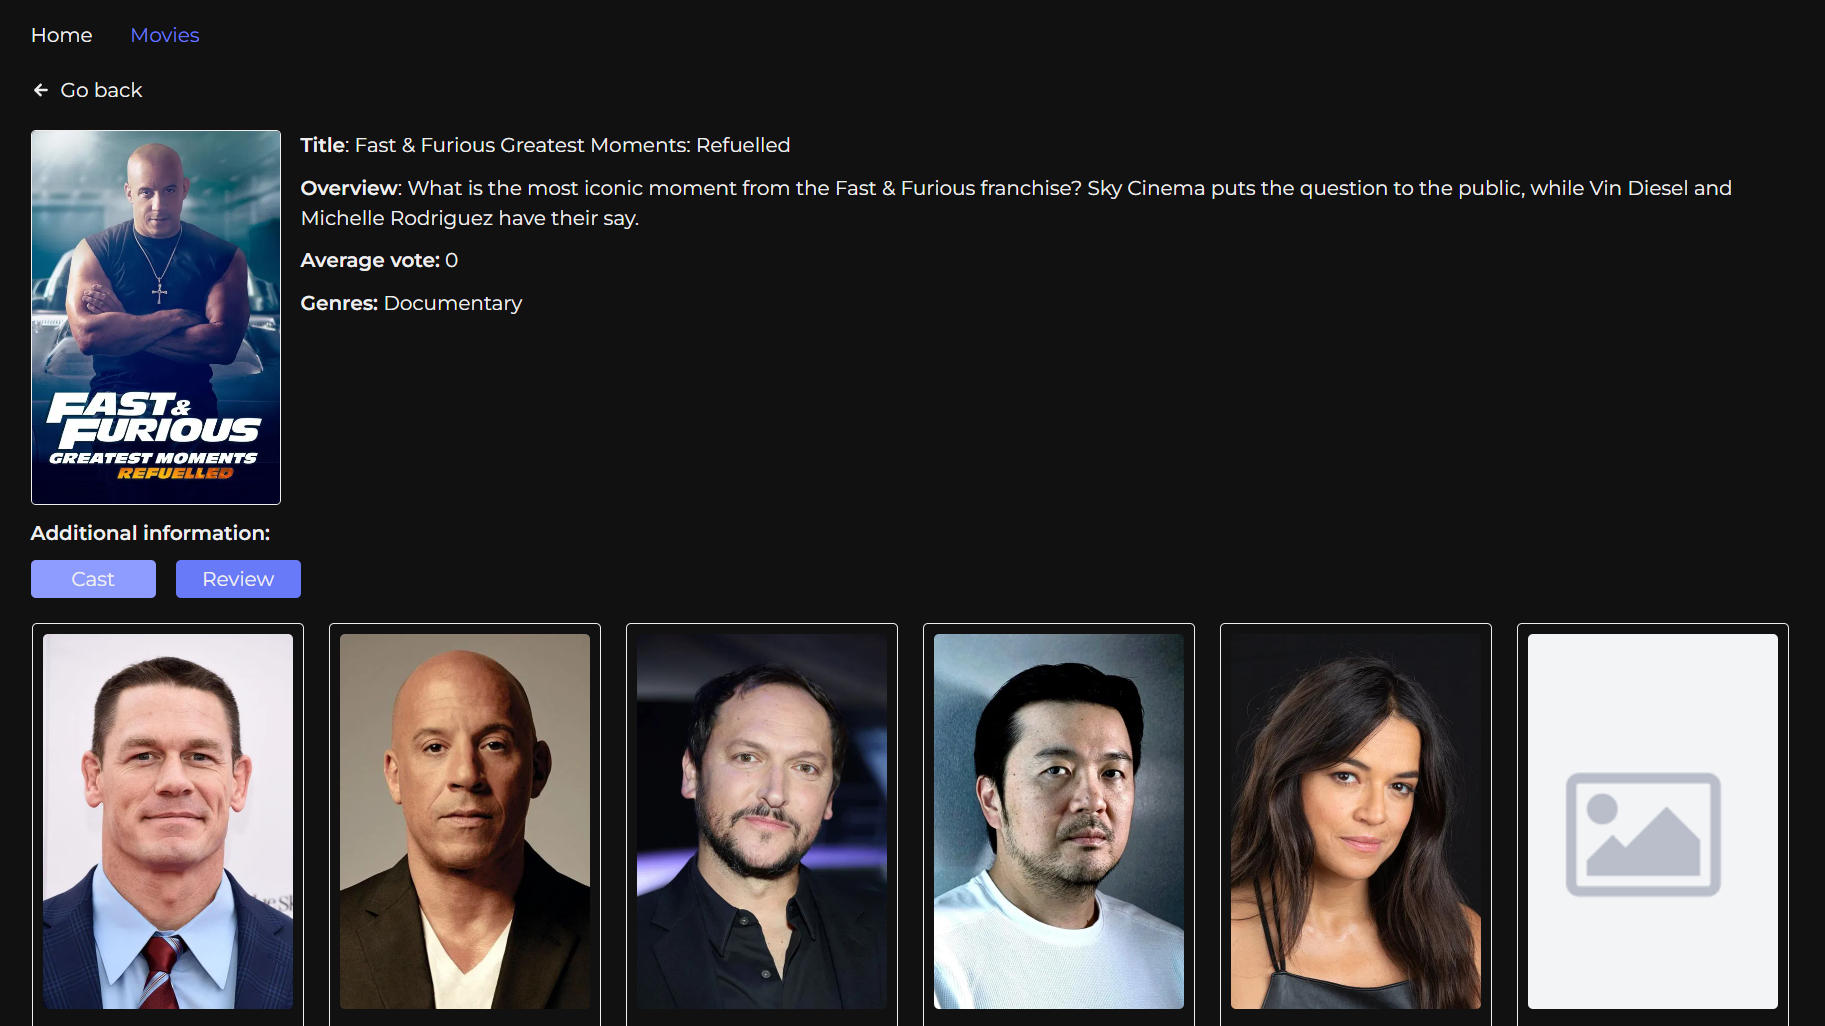 Home Movies
Go back
Title: Fast & Furious Greatest Moments: Refuelled
Overview: What is the most iconic moment from the Fast & Furious franchise? Sky Cinema puts the question to the public, while Vin Diesel and
Michelle Rodriguez have their say.
Average vote: 0
Genres: Documentary
FAST &
FURIOUS
GREATEST MOMENTS
REFUELLED
Additional information:
Cast Review